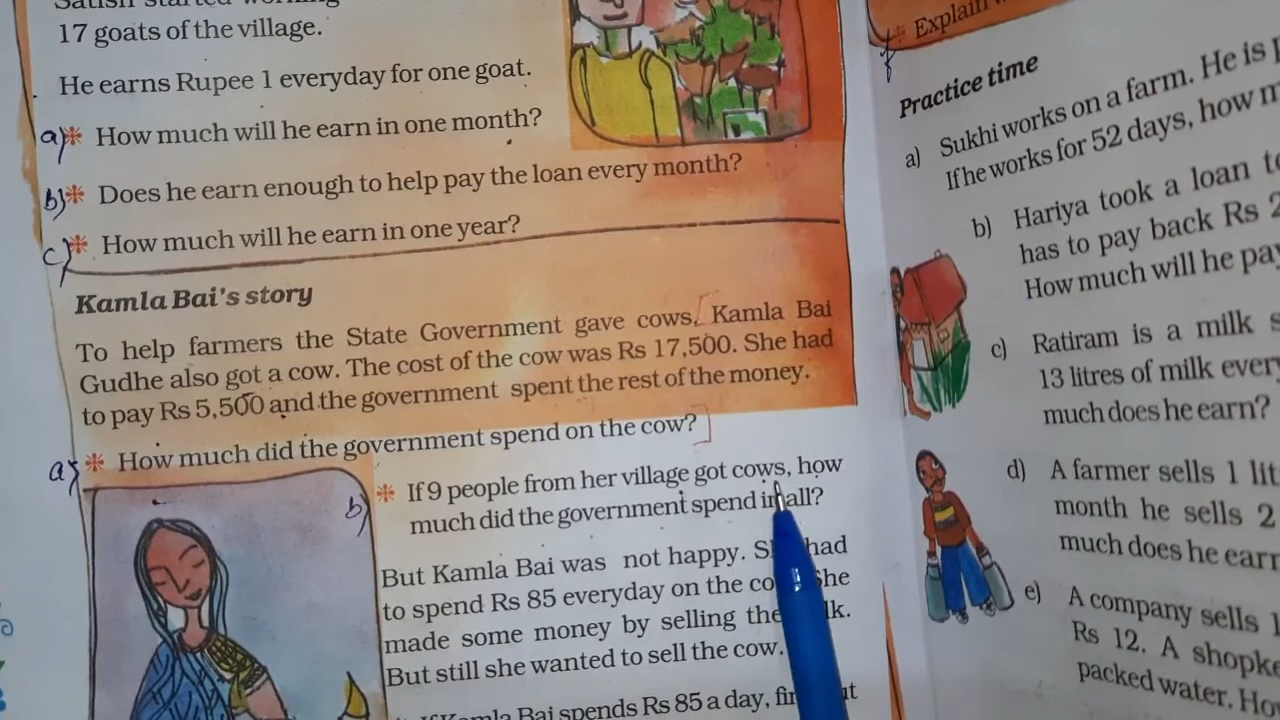 Satish started working
17 goats of the village.
He earns Rupee 1 everyday for one goat.
a) * How much will he earn in one month?
b) * Does he earn enough to help pay the loan every month?
c) * How much will he earn in one year?
Kamla Bai's story
To help farmers the State Government gave cows. Kamla Bai
Gudhe also got a cow. The cost of the cow was Rs 17,500. She had
to pay Rs 5,500 and the government spent the rest of the money.
a) * How much did the government spend on the cow?
b) * If 9 people from her village got cows, how
much did the government spend in all?
But Kamla Bai was not happy. had
to spend Rs 85 everyday on the She
made some money by selling the
But still she wanted to sell the cow.
Kamla Bai spends Rs 85 a day,
Explain
Practice time
a) Sukhi works on a farm. He is
If he works for 52 days, how
b) Hariya took a loan
has to pay back Rs 2
How much will he
c) Ratiram is a milk
13 litres of milk
much does he earn?
d) A farmer sells 1
month he sells 2
much does he
e) A company sells 1
Rs 12. A
packed water.